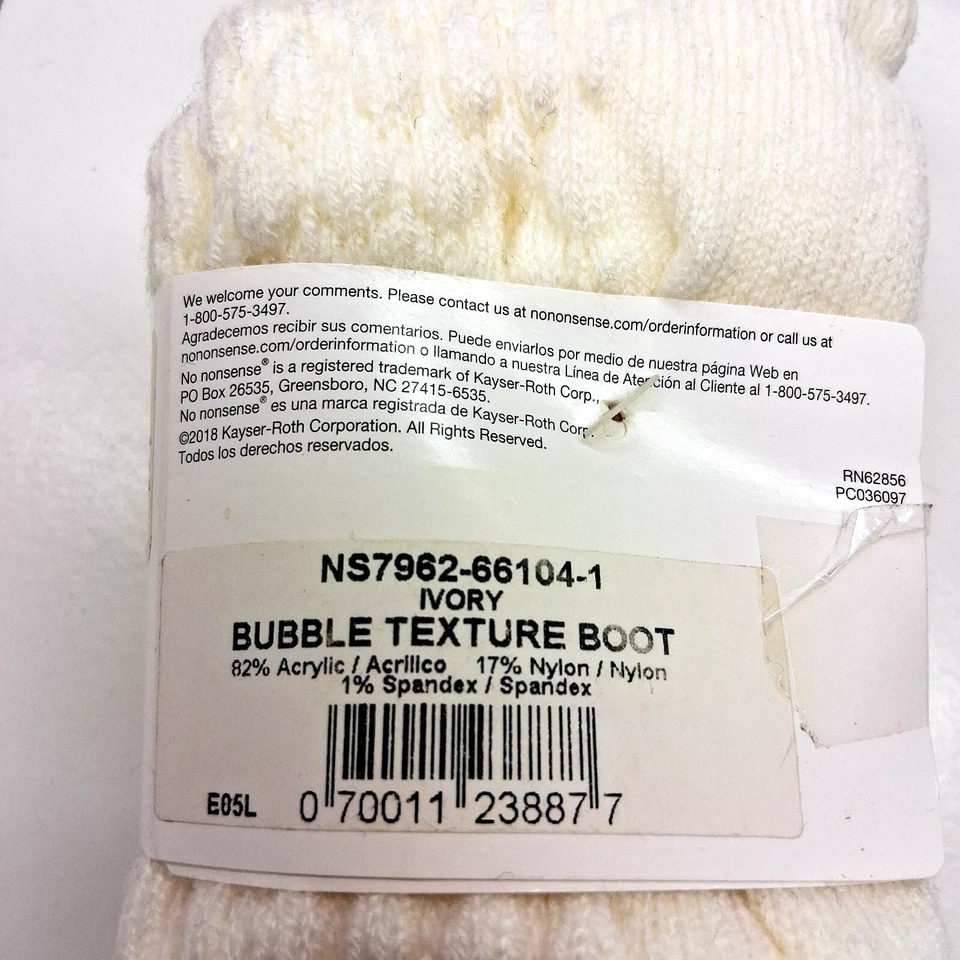 We welcome your comments. Please contact us at nononsense.com/orderinformation or call us at
1-800-575-3497.
Agradecemos recibir sus comentarios. Puede enviarlos por medio de nuestra página Web en
nononsense.com/orderinformation o llamando a nuestra Línea de Atención al Cliente al 1-800-575-3497.
No nonsense® is a registered trademark of Kayser-Roth Corp.,
PO Box 26535, Greensboro, NC 27415-6535.
No nonsense® es una marca registrada de Kayser-Roth Corp.
©2018 Kayser-Roth Corporation. All Rights Reserved.
Todos los derechos reservados.
RN62856
PC036097
NS7962-66104-1
IVORY
BUBBLE TEXTURE BOOT
82% Acrylic / Acrilico 17% Nylon / Nylon
1% Spandex / Spandex
E05L 0 70011 23887 7